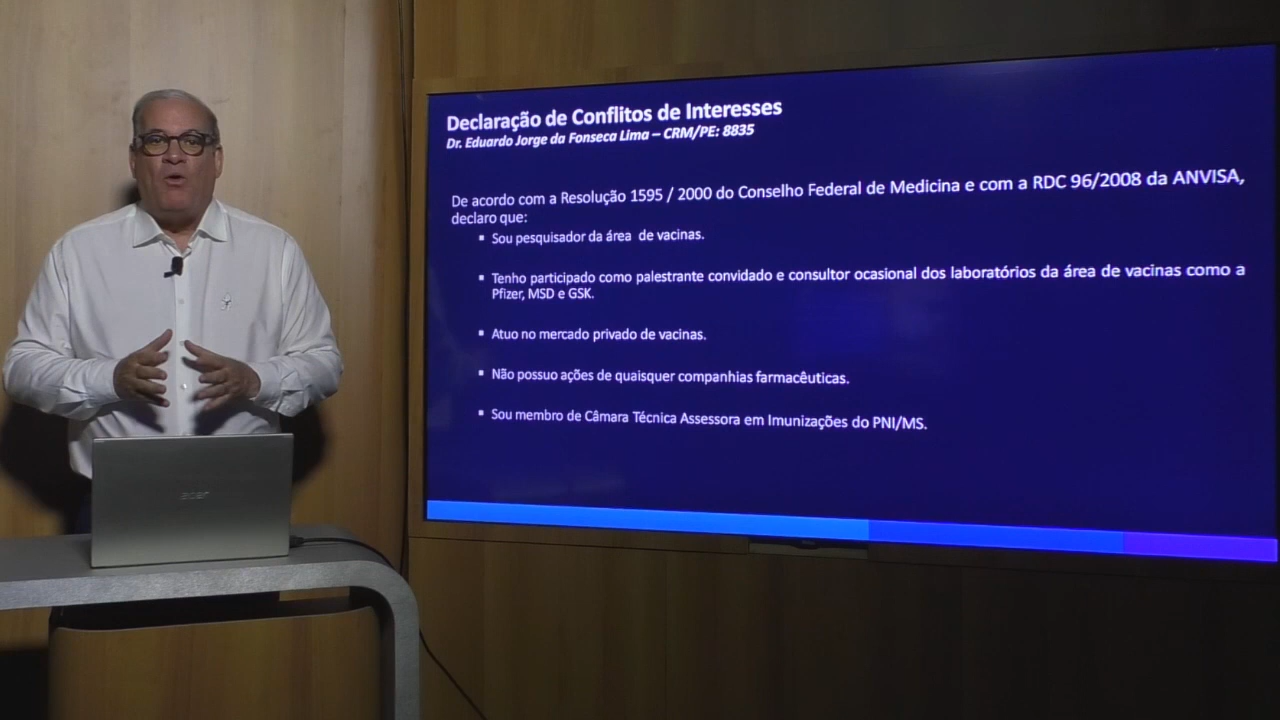 Declaração de Conflitos de Interesses
Dr. Eduardo Jorge da Fonseca Lima – CRM/PE: 8835
De acordo com a Resolução 1595 / 2000 do Conselho Federal de Medicina e com a RDC 96/2008 da ANVISA,
declaro que:
▪ Sou pesquisador da área de vacinas.
▪ Tenho participado como palestrante convidado e consultor ocasional dos laboratórios da área de vacinas como a
Pfizer, MSD e GSK.
▪ Atuo no mercado privado de vacinas.
▪ Não possuo ações de quaisquer companhias farmacêuticas.
▪ Sou membro de Câmara Técnica Assessora em Imunizações do PNI/MS.
acer